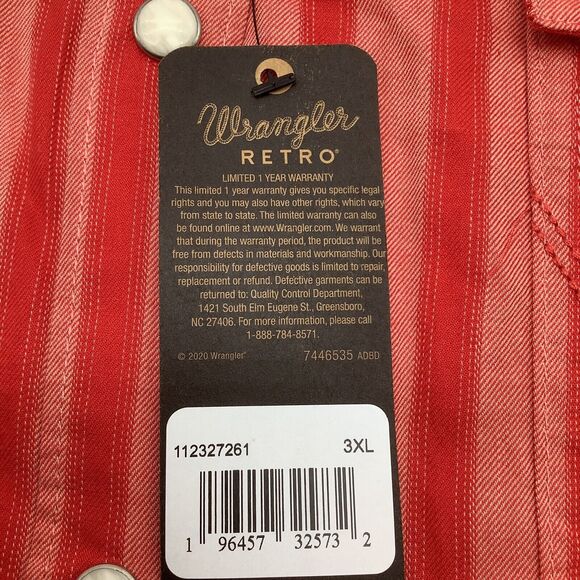 Wrangler
RETRO®
LIMITED 1 YEAR WARRANTY
This limited 1 year warranty gives you specific legal
rights and you may also have other rights, which vary
from state to state. The limited warranty can also
be found online at www.Wrangler.com. We warrant
that during the warranty period, the product will be
free from defects in materials and workmanship. Our
responsibility for defective goods is limited to repair,
replacement or refund. Defective garments can be
returned to: Quality Control Department,
1421 South Elm Eugene St., Greensboro,
NC 27406. For more information, please call
1-888-784-8571.
© 2020 Wrangler® 7446535 ADBD
112327261 3XL
1 96457 32573 2